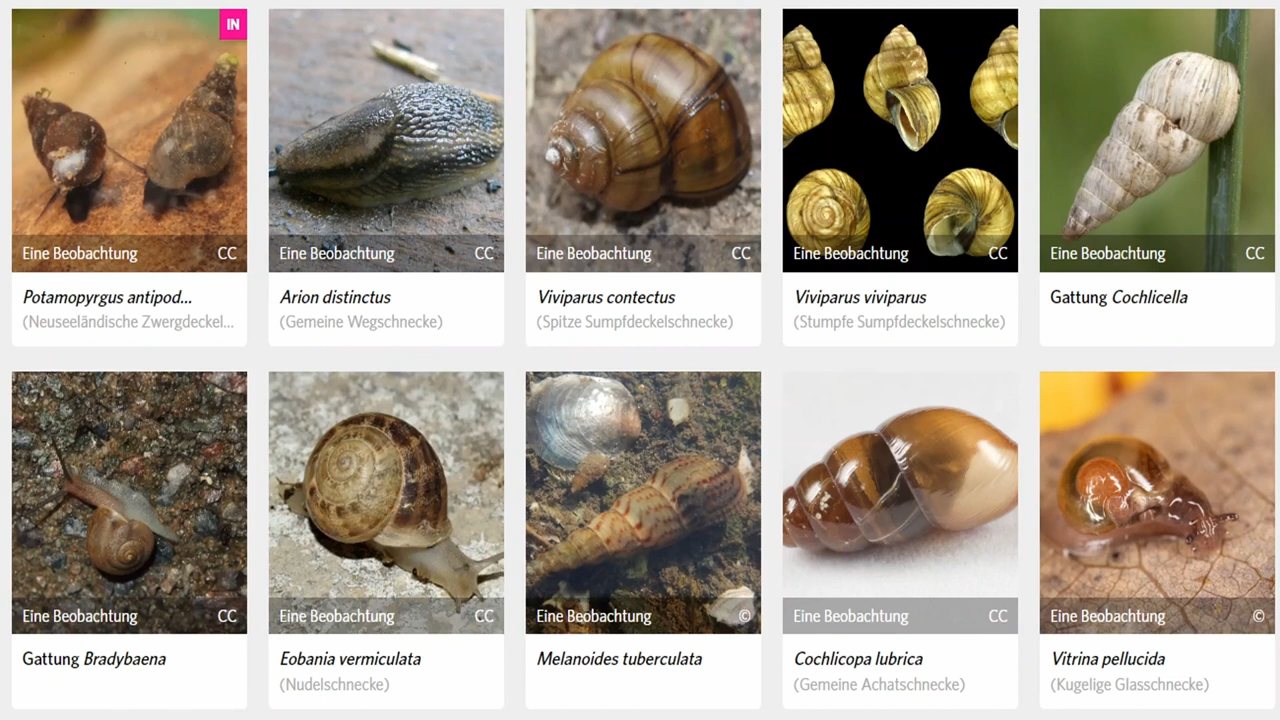 IN
Eine Beobachtung CC
Eine Beobachtung CC
Eine Beobachtung CC
Eine Beobachtung CC
Eine Beobachtung CC
Potamopyrgus antipod...
(Neuseeländische Zwergdeckel...
Arion distinctus
(Gemeine Wegschnecke)
Viviparus contectus
(Spitze Sumpfdeckelschnecke)
Viviparus viviparus
(Stumpfe Sumpfdeckelschnecke)
Gattung Cochlicella
Eine Beobachtung CC
Eine Beobachtung CC
Eine Beobachtung ©
Eine Beobachtung CC
Eine Beobachtung ©
Gattung Bradybaena
Eobania vermiculata
(Nudelschnecke)
Melanoides tuberculata
Cochlicopa lubrica
(Gemeine Achatschnecke)
Vitrina pellucida
(Kugelige Glasschnecke)